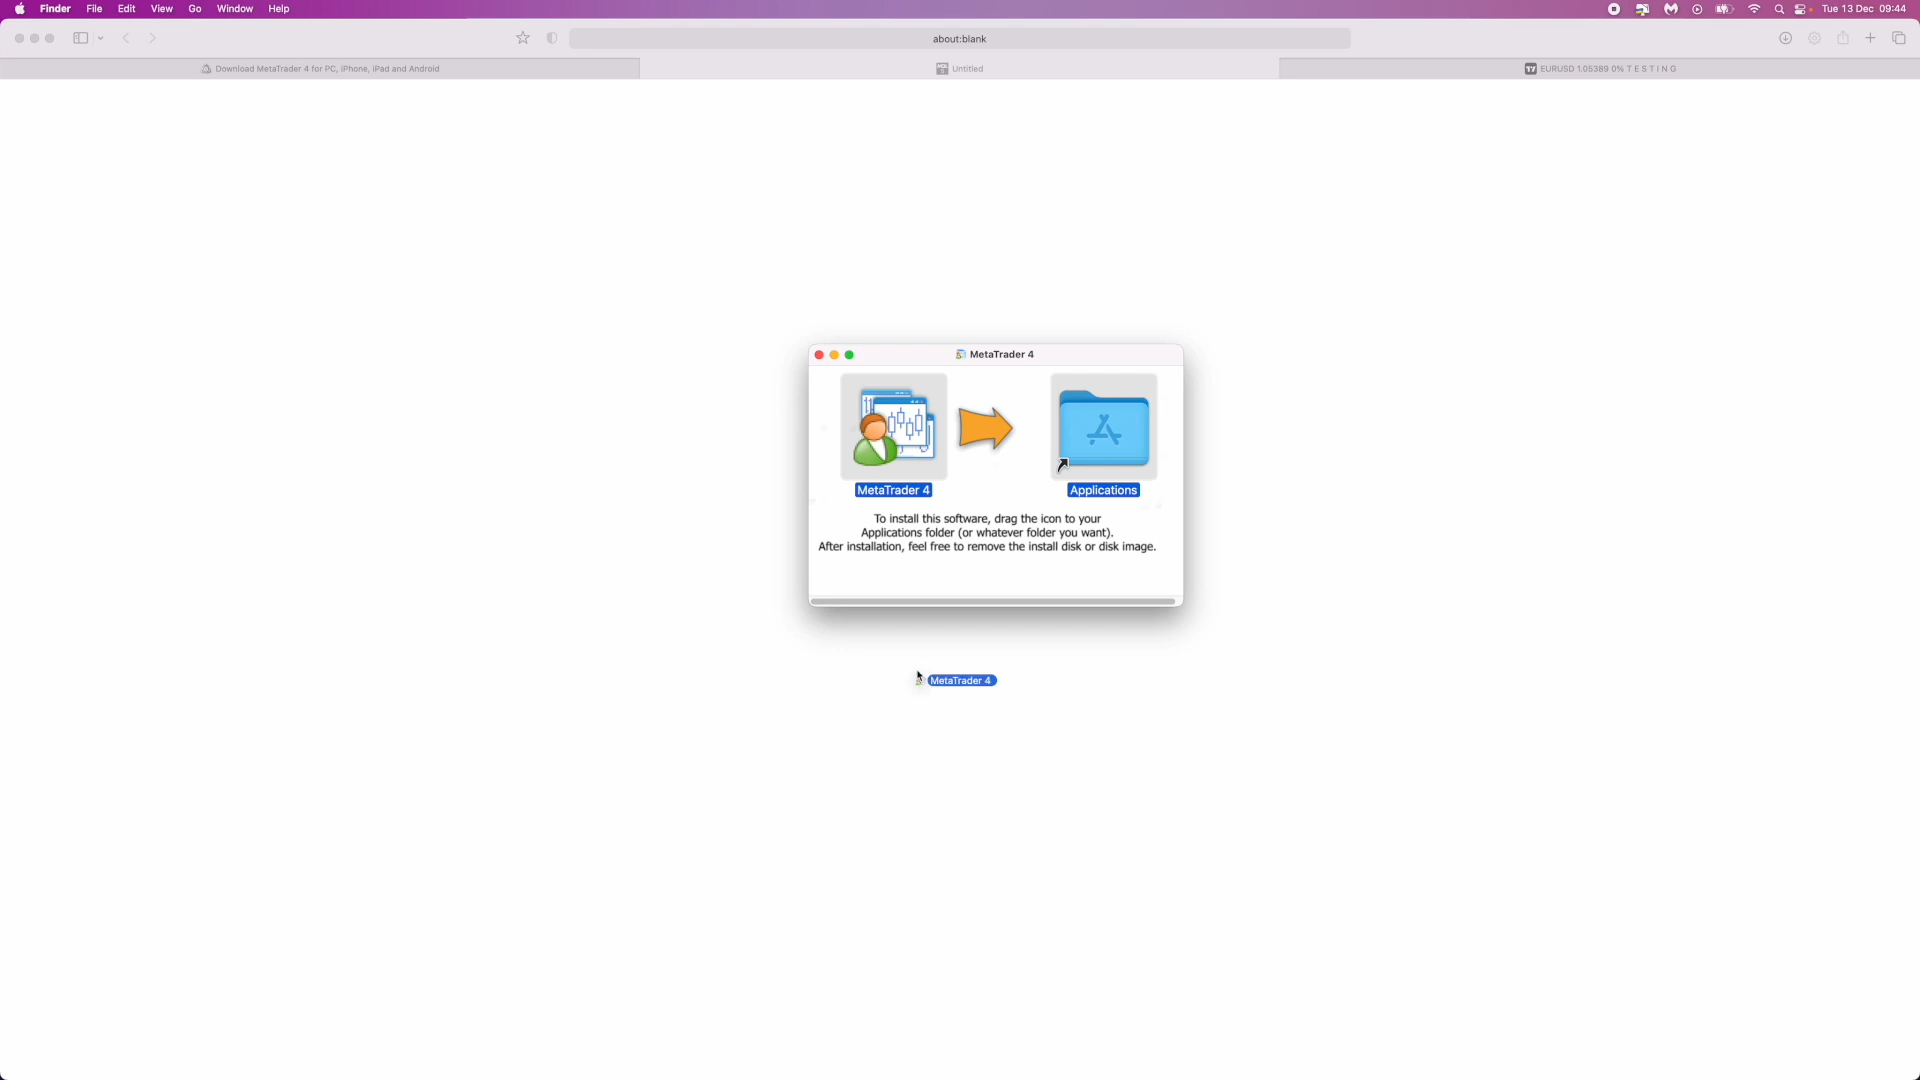 Finder File Edit View Go Window Help
Tue 13 Dec 09:44
about:blank
Download MetaTrader 4 for PC, iPhone, iPad and Android
Untitled
EURUSD 1.05389 0% T E S T I N G
MetaTrader 4
MetaTrader 4
Applications
To install this software, drag the icon to your
Applications folder (or whatever folder you want).
After installation, feel free to remove the install disk or disk image.
MetaTrader 4